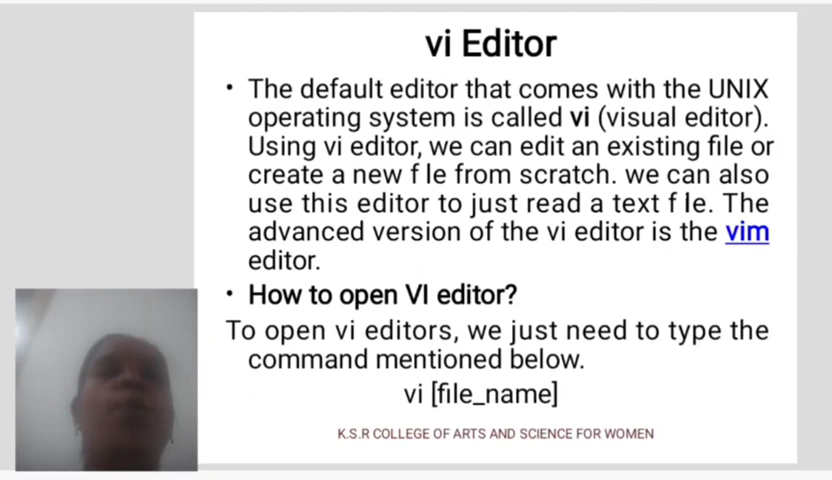 vi Editor
• The default editor that comes with the UNIX
operating system is called vi (visual editor).
Using vi editor, we can edit an existing file or
create a new f le from scratch. we can also
use this editor to just read a text f le. The
advanced version of the vi editor is the vim
editor.
• How to open VI editor?
To open vi editors, we just need to type the
command mentioned below.
vi [file_name]
K.S.R COLLEGE OF ARTS AND SCIENCE FOR WOMEN